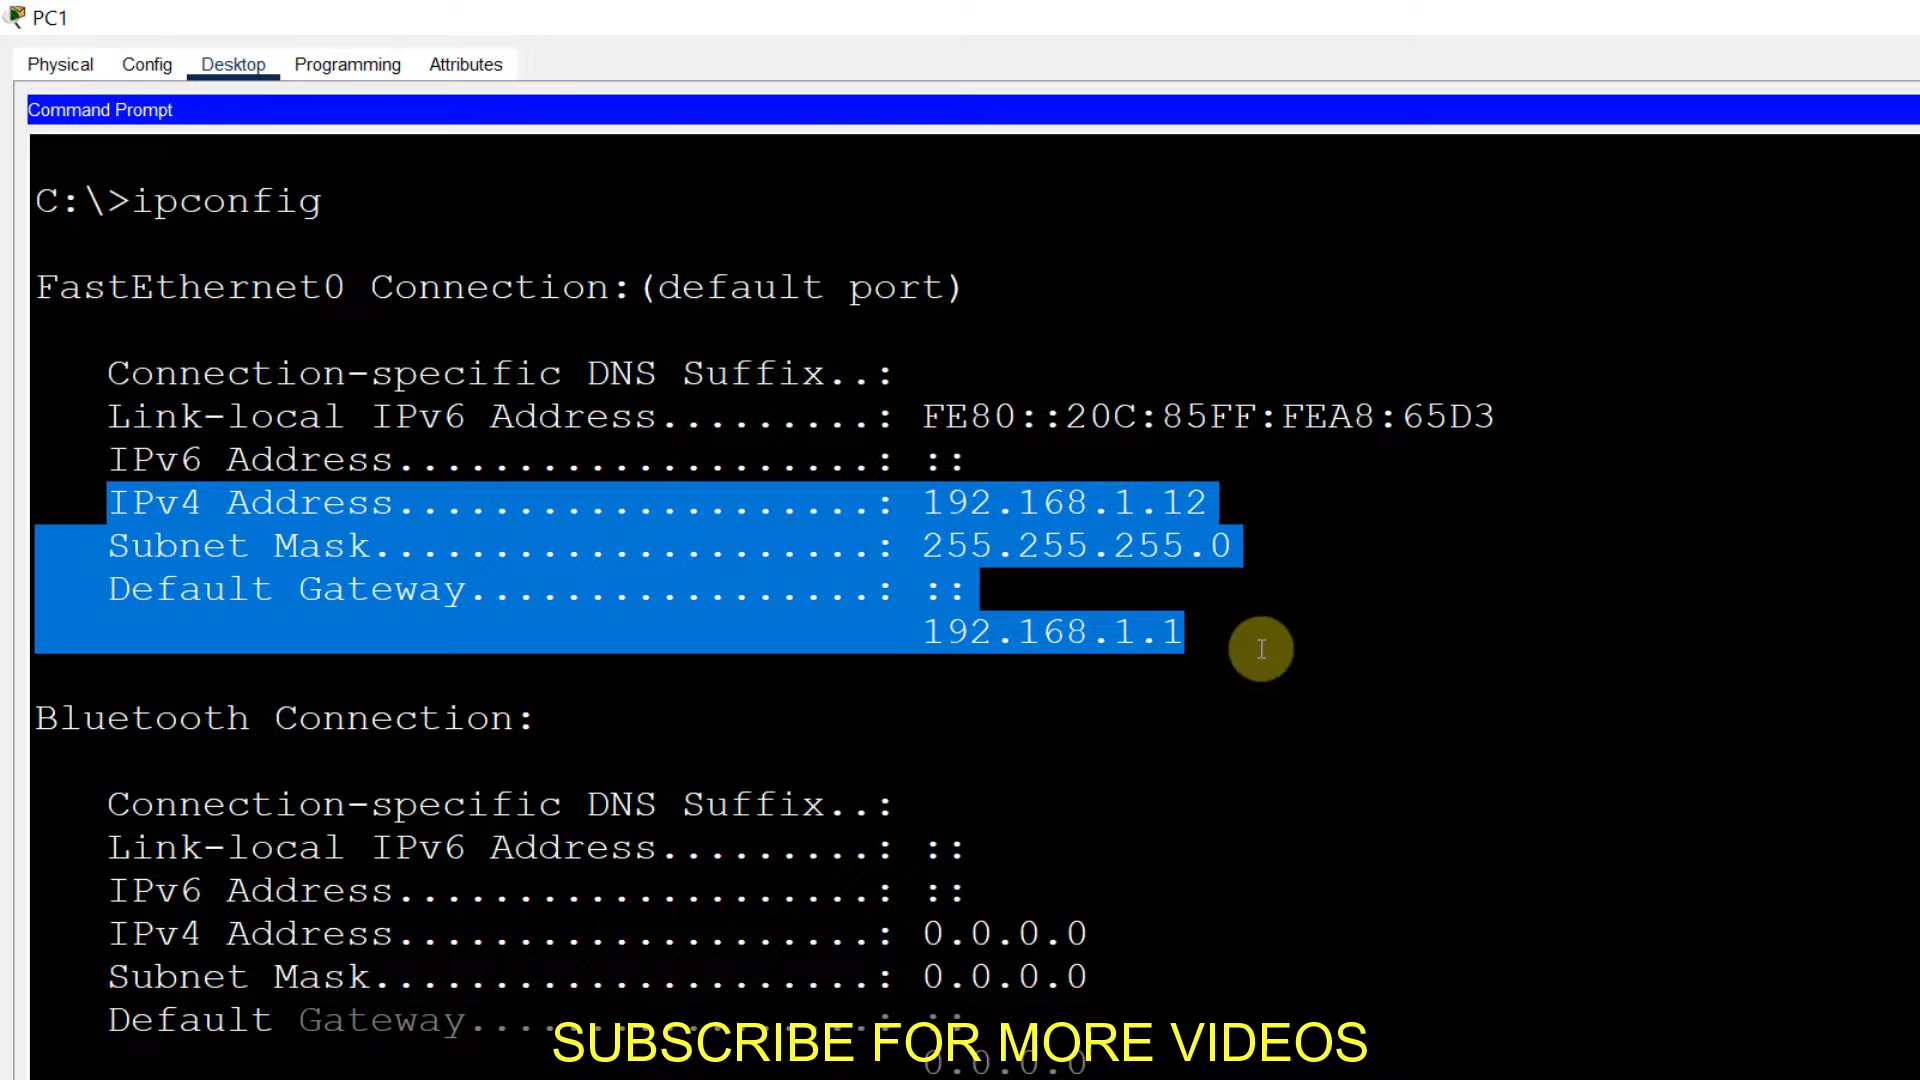 PC1
Physical Config Desktop Programming Attributes
Command Prompt
C:\>ipconfig
FastEthernet0 Connection:(default port)
Connection-specific DNS Suffix..:
Link-local IPv6 Address.........: FE80::20C:85FF:FEA8:65D3
IPv6 Address....................: ::
IPv4 Address....................: 192.168.1.12
Subnet Mask.....................: 255.255.255.0
Default Gateway.................: ::
192.168.1.1
Bluetooth Connection:
Connection-specific DNS Suffix..:
Link-local IPv6 Address.........: ::
IPv6 Address....................: ::
IPv4 Address....................: 0.0.0.0
Subnet Mask.....................: 0.0.0.0
Default Gateway.................: ::
0.0.0.0
SUBSCRIBE FOR MORE VIDEOS